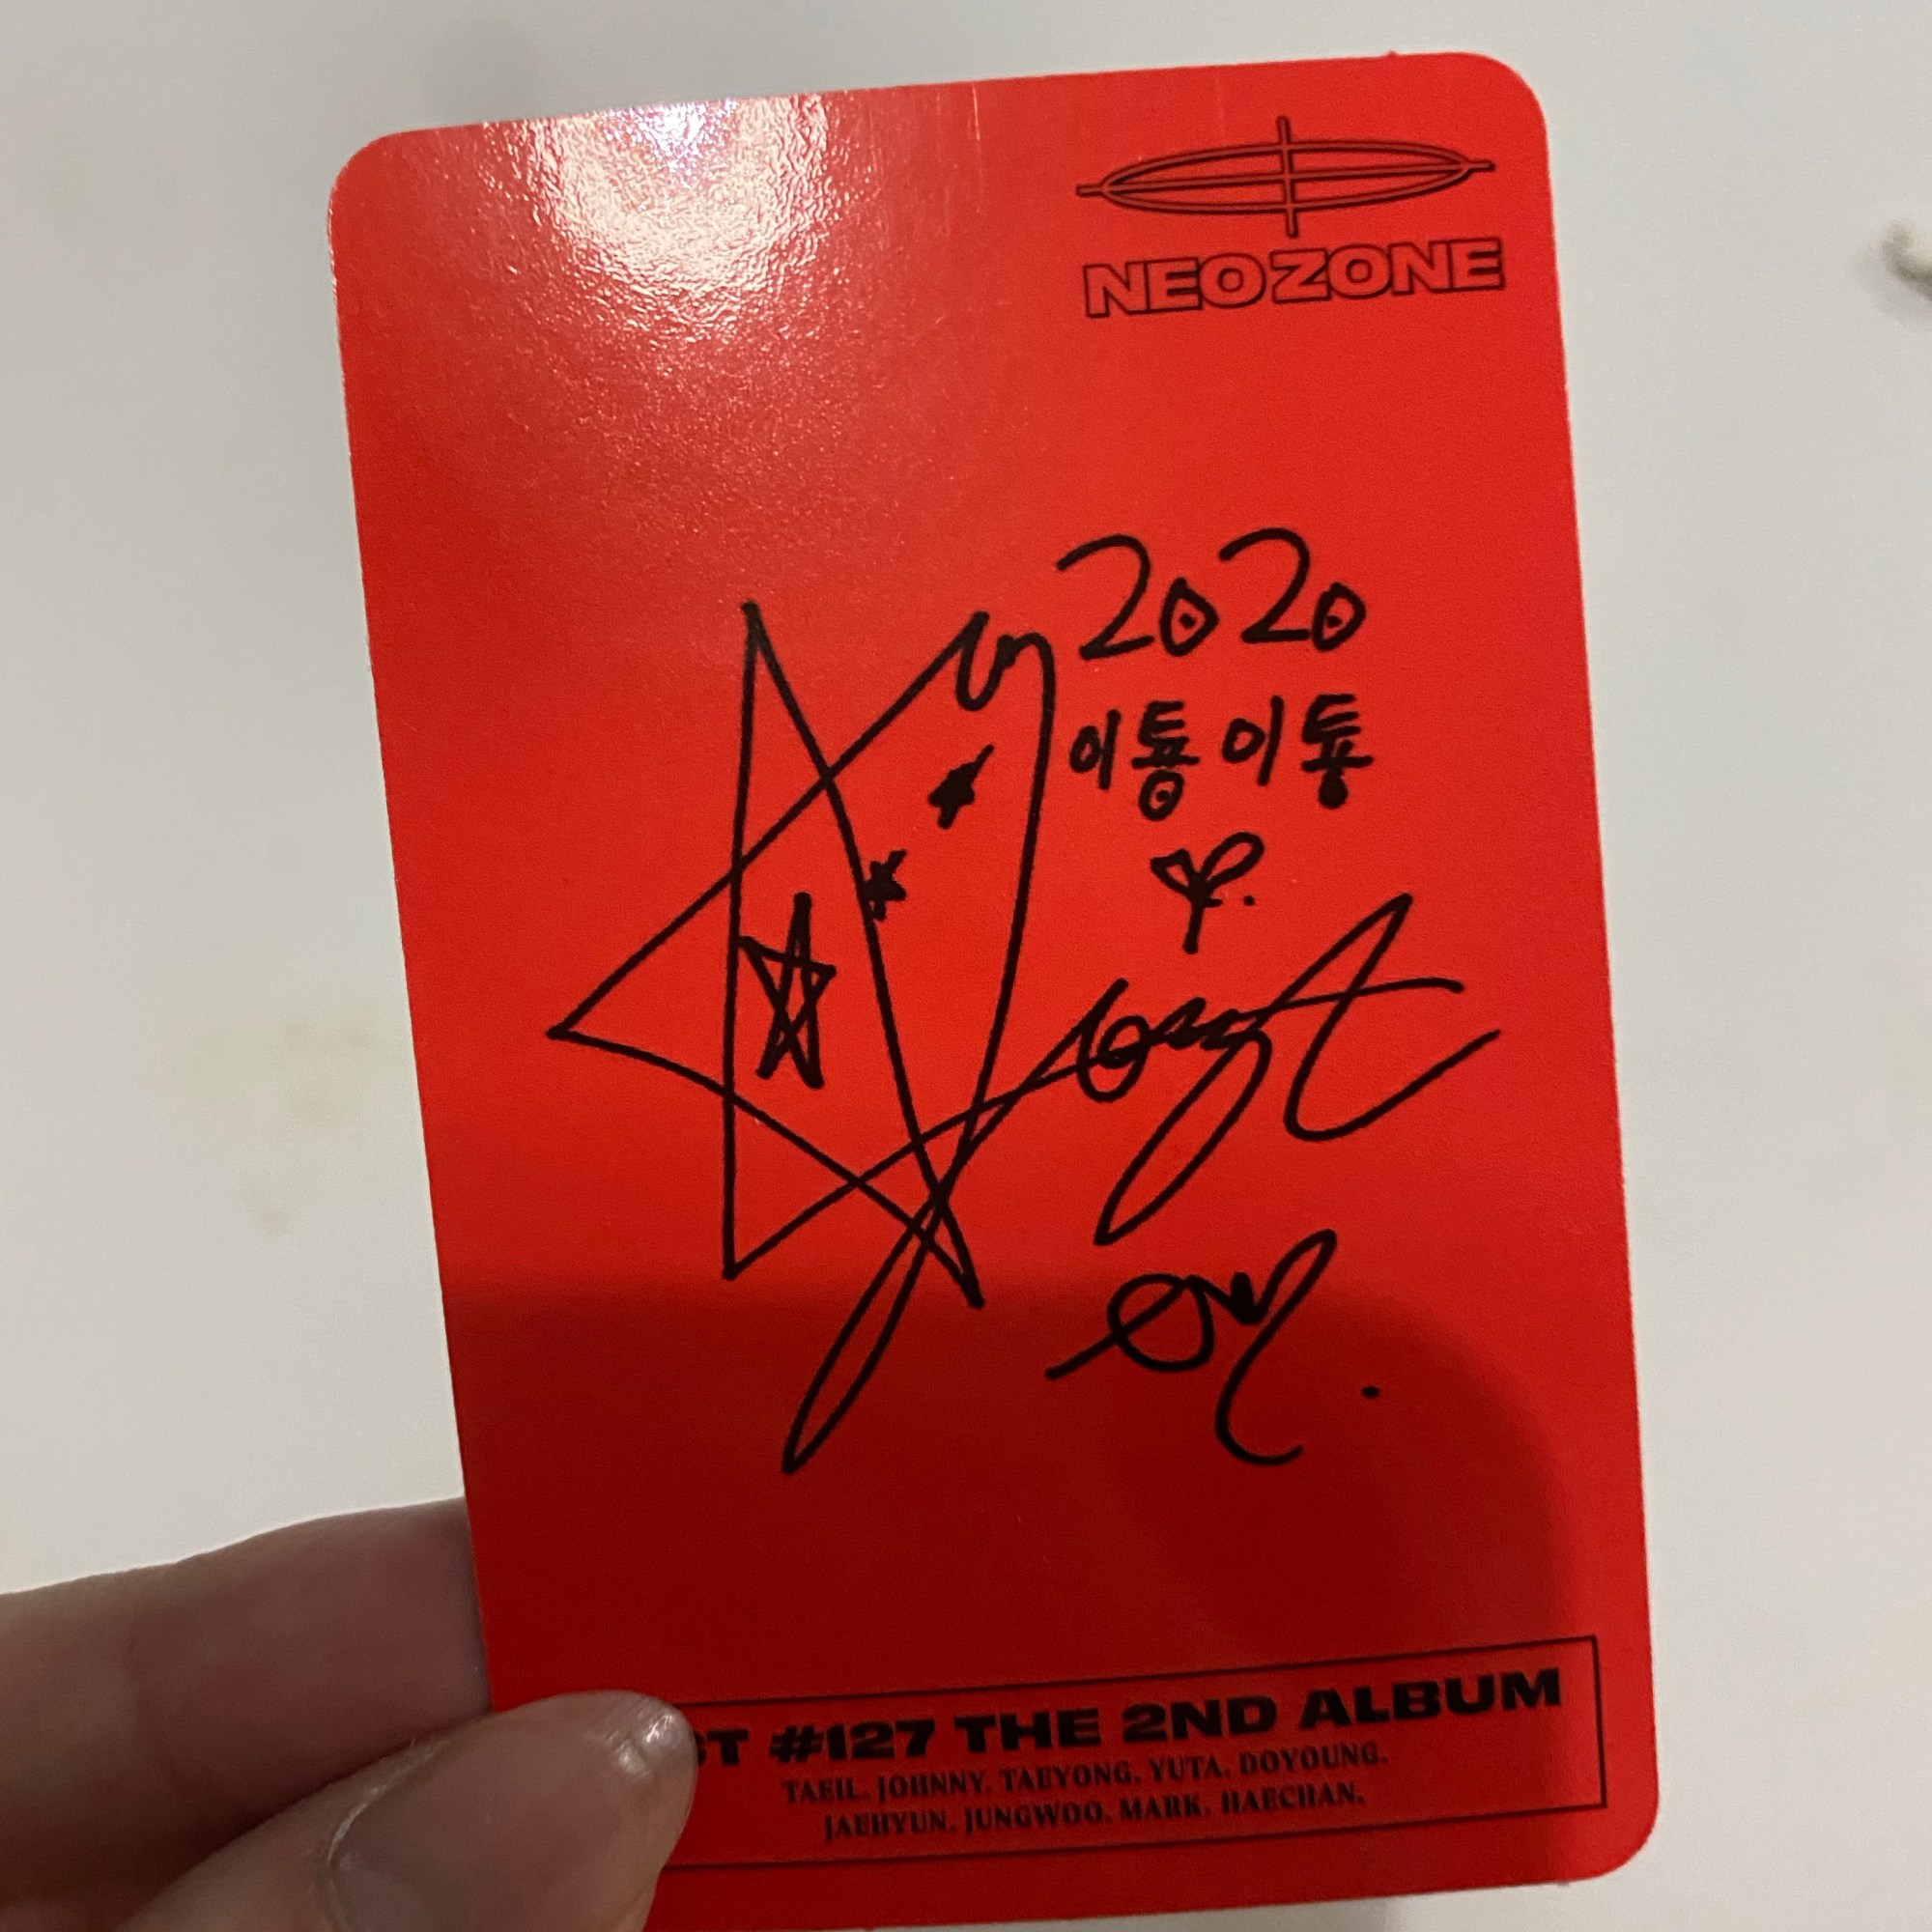 NEO ZONE
2020
이퉁이퉁
CT #127 THE 2ND ALBUM
TAEIL, JOHNNY, TAEYONG, YUTA, DOYOUNG,
JAEHYUN, JUNGWOO, MARK, HAECHAN,